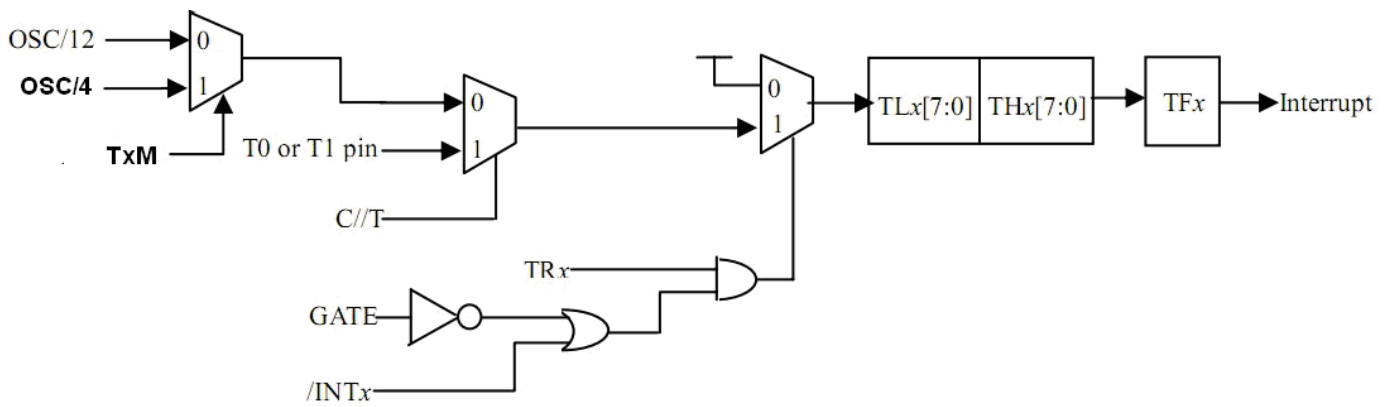 OSC/12
0
OSC/4
1
TxM
0
T0 or T1 pin
1
C//T
0
1
TLx[7:0]
THx[7:0]
TFx
Interrupt
TRx
GATE
/INTx